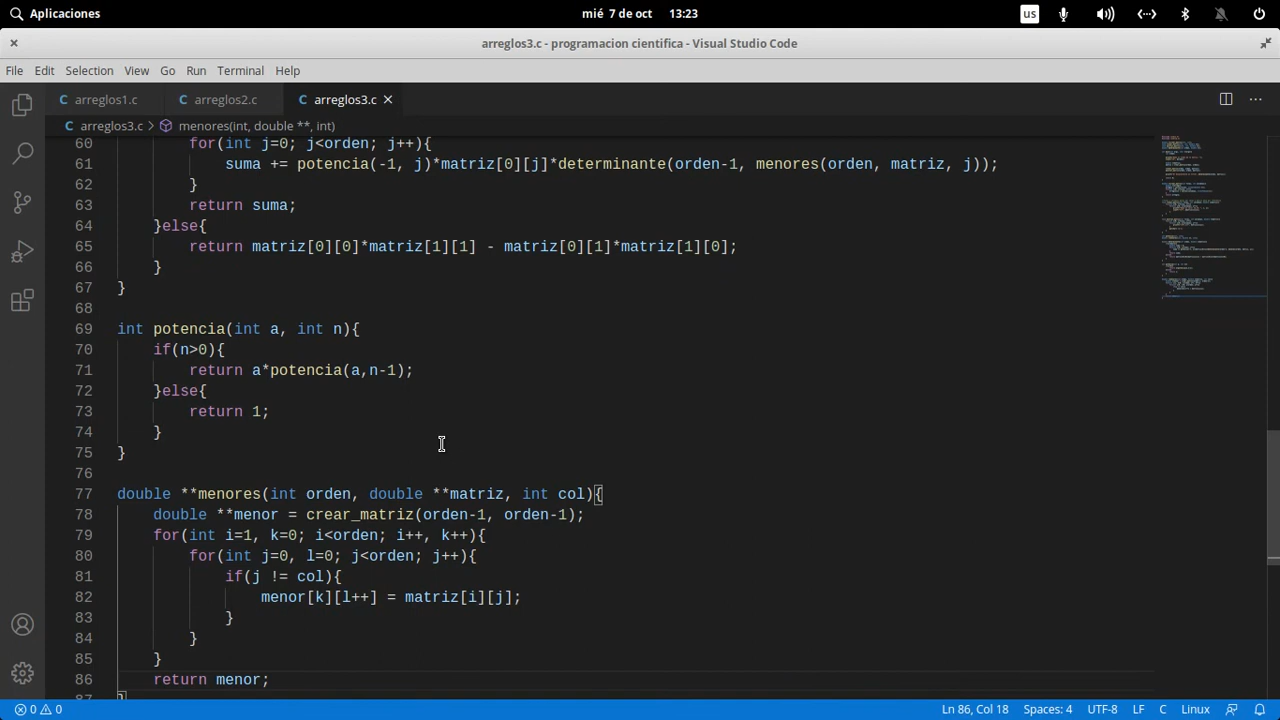 Aplicaciones mié 7 de oct 13:23 us
arreglos3.c - programacion cientifica - Visual Studio Code
File Edit Selection View Go Run Terminal Help
C arreglos1.c C arreglos2.c C arreglos3.c
C arreglos3.c > menores(int, double **, int)
60 for(int j=0; j<orden; j++){
61 suma += potencia(-1, j)*matriz[0][j]*determinante(orden-1, menores(orden, matriz, j));
62 }
63 return suma;
64 }else{
65 return matriz[0][0]*matriz[1][1] - matriz[0][1]*matriz[1][0];
66 }
67 }
68
69 int potencia(int a, int n){
70 if(n>0){
71 return a*potencia(a,n-1);
72 }else{
73 return 1;
74 }
75 }
76
77 double **menores(int orden, double **matriz, int col){
78 double **menor = crear_matriz(orden-1, orden-1);
79 for(int i=1, k=0; i<orden; i++, k++){
80 for(int j=0, l=0; j<orden; j++){
81 if(j != col){
82 menor[k][l++] = matriz[i][j];
83 }
84 }
85 }
86 return menor;
87 }
0 0 Ln 86, Col 18 Spaces: 4 UTF-8 LF C Linux